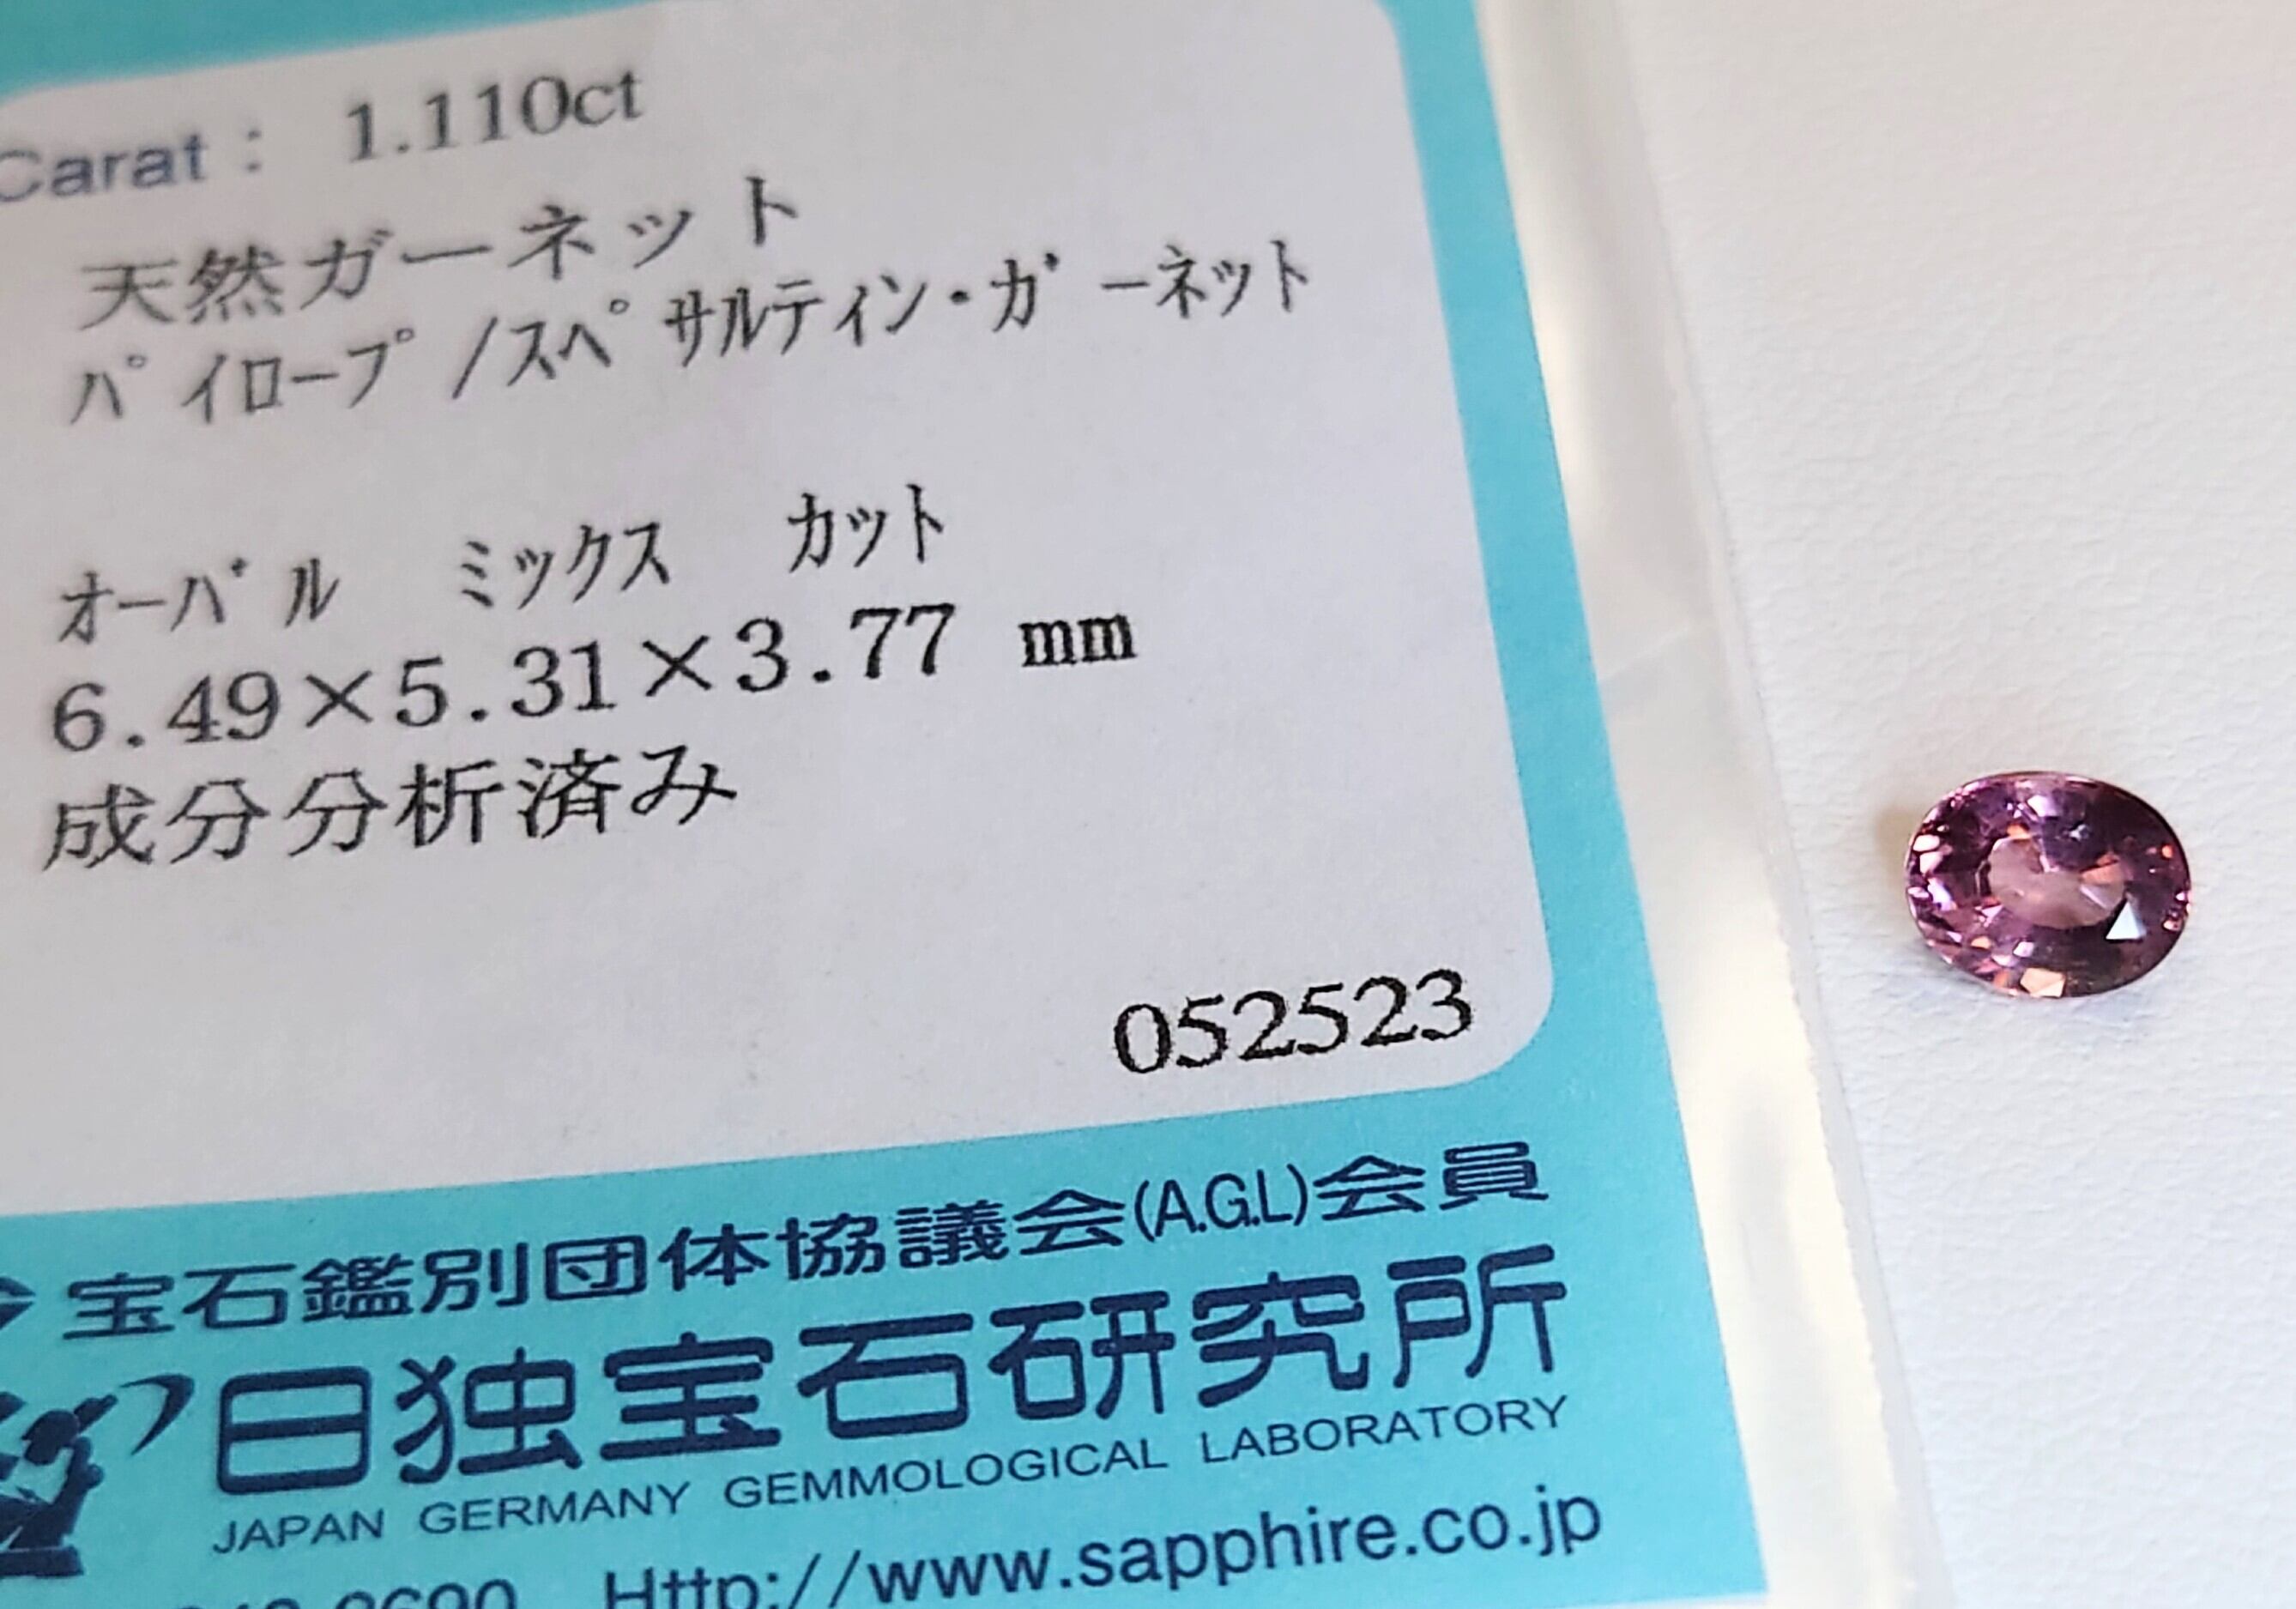 Carat : 1.110ct
天然ガーネット
ﾊﾟｲﾛｰﾌﾟ/ｽﾍﾟｻﾙﾃｨﾝ・ｶﾞｰﾈｯﾄ
ｵｰﾊﾞﾙ ﾐｯｸｽ ｶｯﾄ
6.49×5.31×3.77 mm
成分分析済み
052523
宝石鑑別団体協議会(A.G.L)会員
日独宝石研究所
JAPAN GERMANY GEMMOLOGICAL LABORATORY
Http://www.sapphire.co.jp